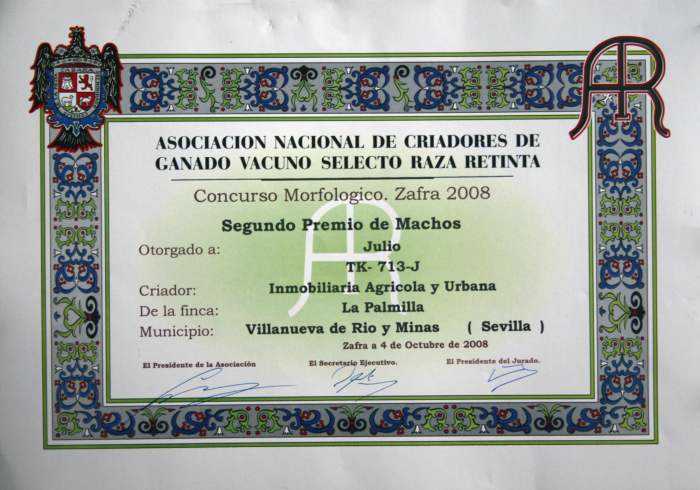 ASOCIACION NACIONAL DE CRIADORES DE
GANADO VACUNO SELECTO RAZA RETINTA
Concurso Morfologico. Zafra 2008
Segundo Premio de Machos
Otorgado a: Julio
TK- 713-J
Criador: Inmobiliaria Agricola y Urbana
De la finca: La Palmilla
Municipio: Villanueva de Rio y Minas ( Sevilla )
Zafra a 4 de Octubre de 2008
El Presidente de la Asociación El Secretario Ejecutivo. El Presidente del Jurado.